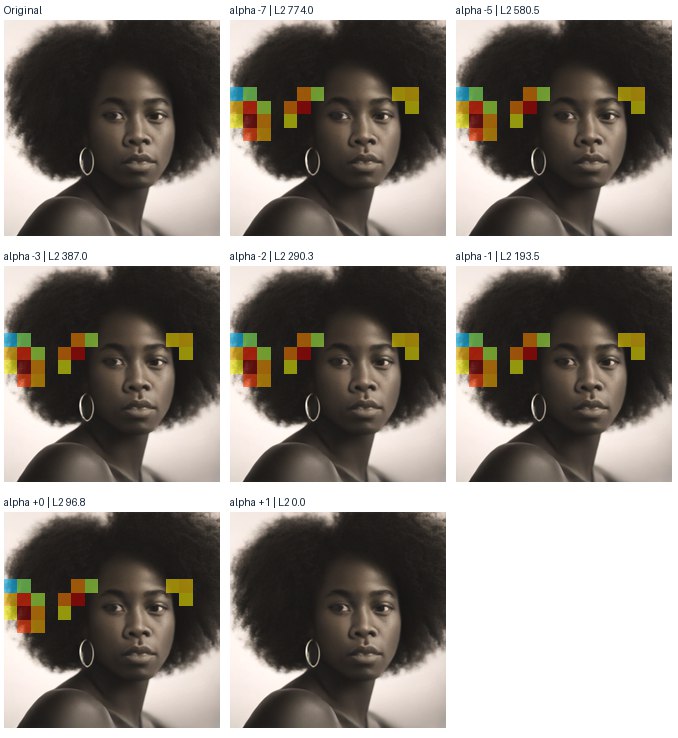 Original
alpha -7 | L2 774.0
alpha -5 | L2 580.5
alpha -3 | L2 387.0
alpha -2 | L2 290.3
alpha -1 | L2 193.5
alpha +0 | L2 96.8
alpha +1 | L2 0.0